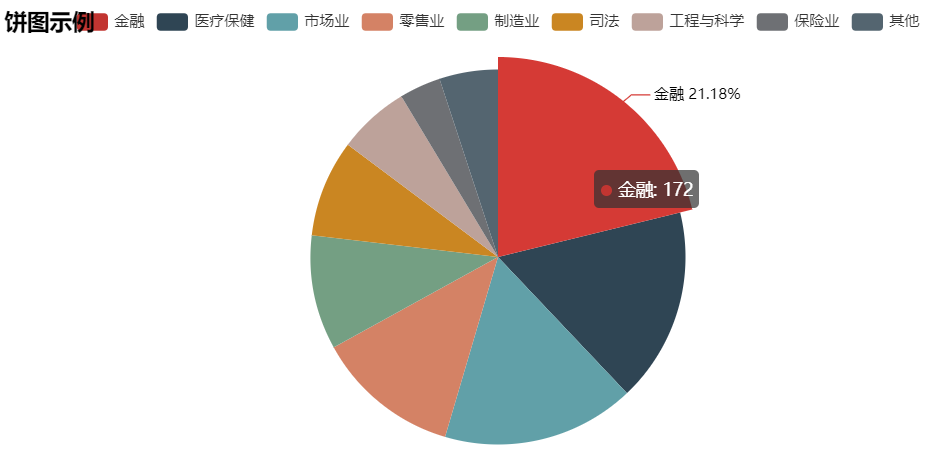 饼图示例 金融 医疗保健 市场业 零售业 制造业 司法 工程与科学 保险业 其他
金融 21.18%
金融: 172